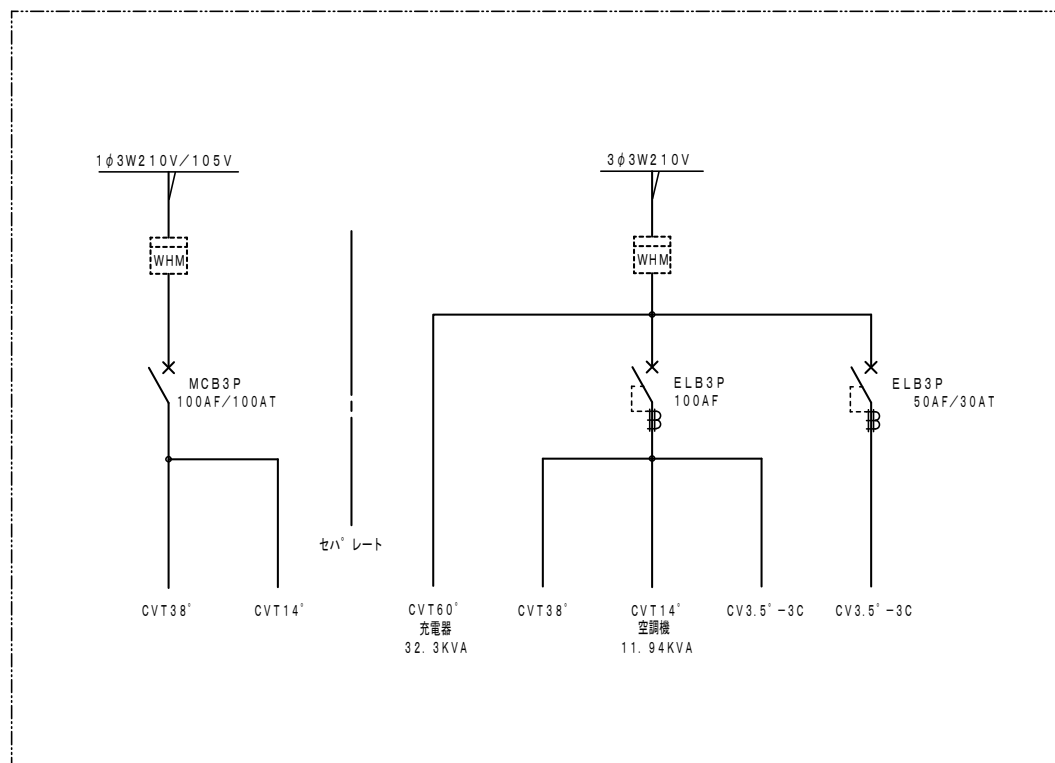 1φ3W210V/105V
3φ3W210V
WHM
WHM
MCB3P
100AF/100AT
ELB3P
100AF
ELB3P
50AF/30AT
セパレート
CVT38°
CVT14°
CVT60°
充電器
32.3KVA
CVT38°
CVT14°
空調機
11.94KVA
CV3.5°-3C
CV3.5°-3C